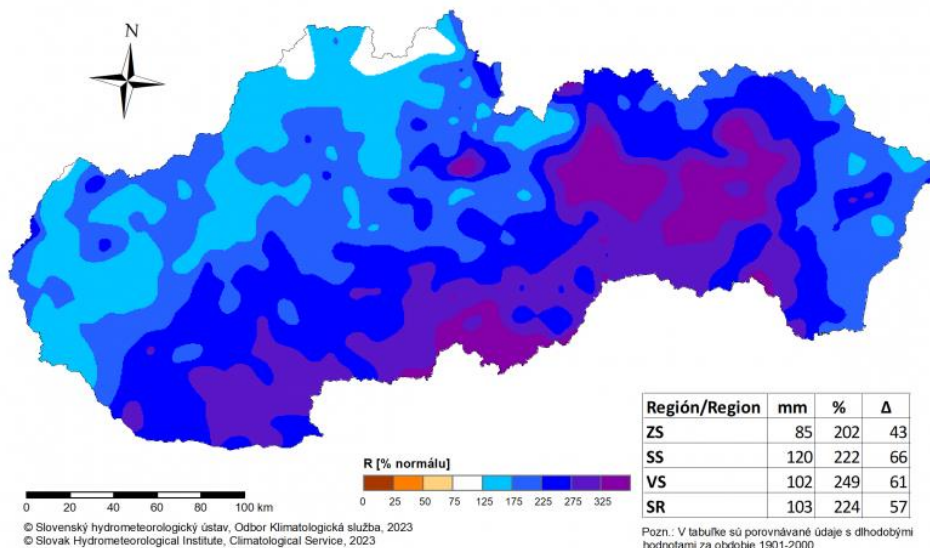 N
Región/Region mm % Δ
ZS 85 202 43
SS 120 222 66
VS 102 249 61
SR 103 224 57
R [% normálu]
0 25 50 75 125 175 225 275 325
0 20 40 60 80 100 km
© Slovenský hydrometeorologický ústav, Odbor Klimatologická služba, 2023
© Slovak Hydrometeorological Institute, Climatological Service, 2023
Pozn.: V tabuľke sú porovnávané údaje s dlhodobými
hodnotami za obdobie 1901-2000